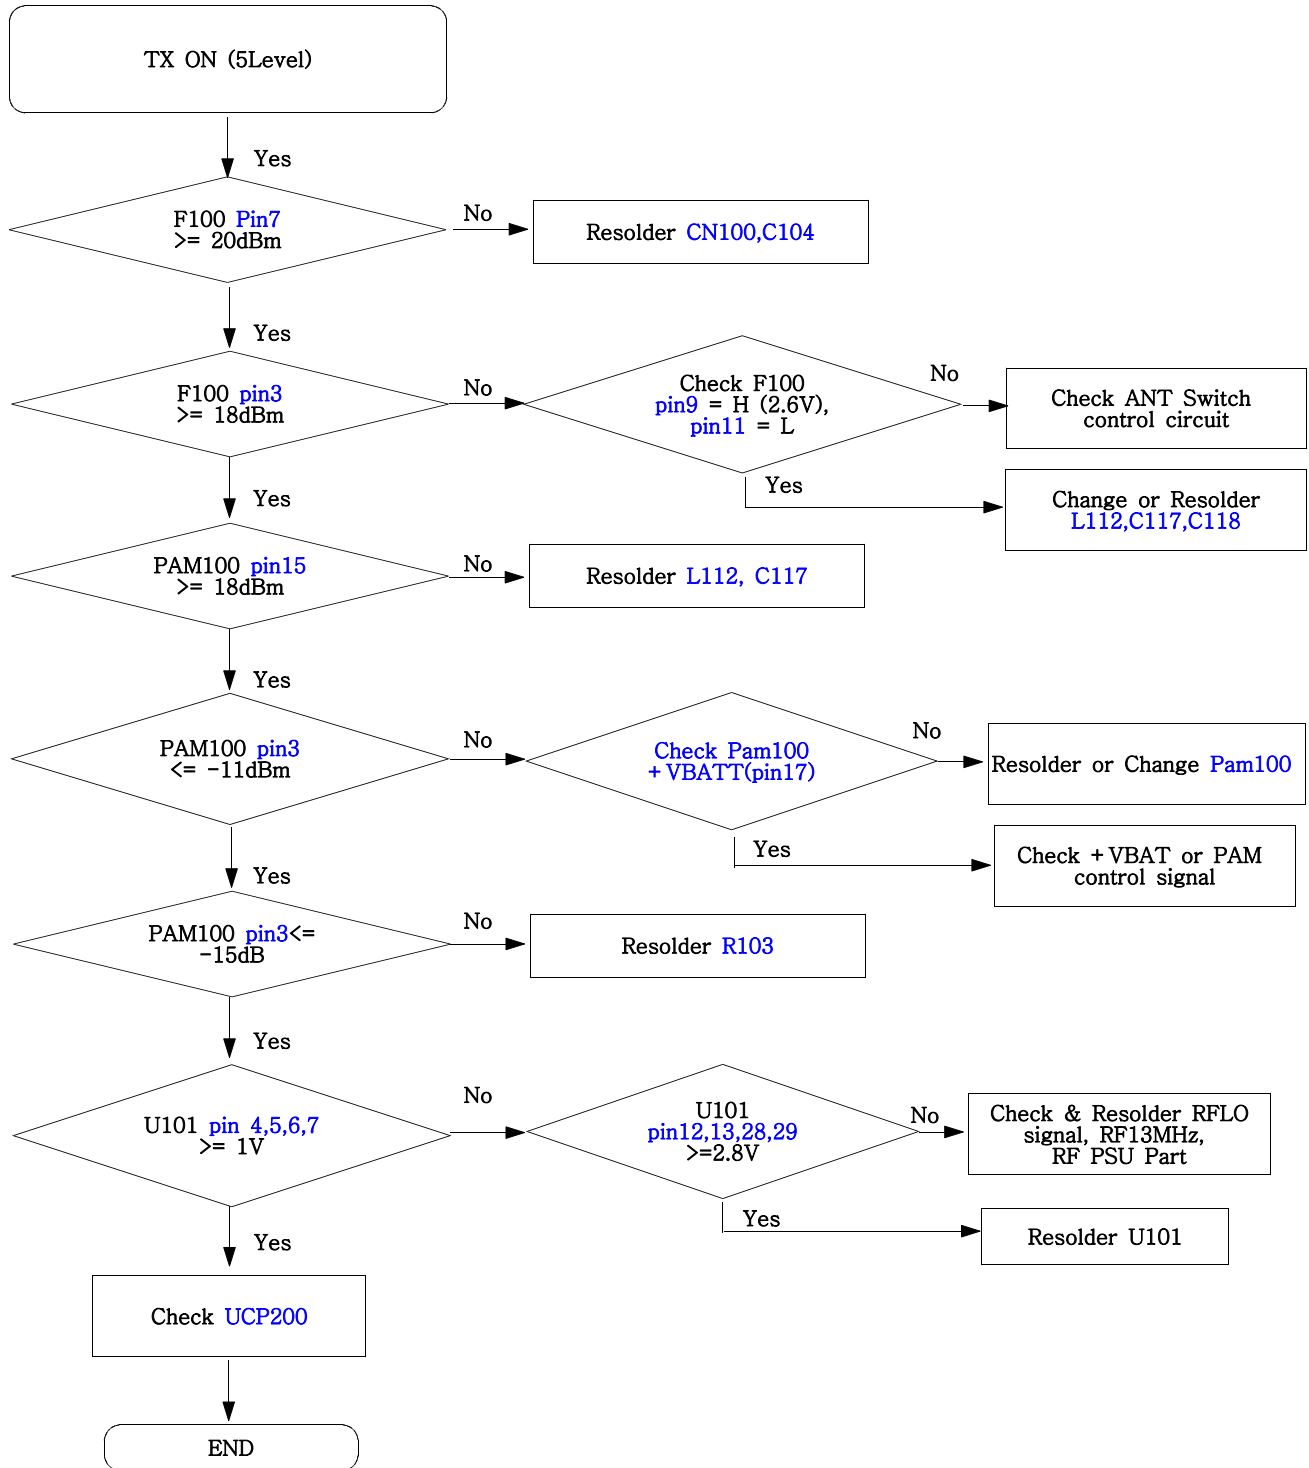 TX ON (5Level)
Yes
F100 Pin7
>= 20dBm
No
Resolder CN100,C104
Yes
F100 pin3
>= 18dBm
No
Check F100
pin9 = H (2.6V),
pin11 = L
No
Check ANT Switch
control circuit
Yes
Change or Resolder
L112,C117,C118
Yes
PAM100 pin15
>= 18dBm
No
Resolder L112, C117
Yes
PAM100 pin3
<= -11dBm
No
Check Pam100
+VBATT(pin17)
No
Resolder or Change Pam100
Yes
Check +VBAT or PAM
control signal
Yes
PAM100 pin3<=
-15dB
No
Resolder R103
Yes
U101 pin 4,5,6,7
>= 1V
No
U101
pin12,13,28,29
>=2.8V
No
Check & Resolder RFLO
signal, RF13MHz,
RF PSU Part
Yes
Resolder U101
Yes
Check UCP200
END